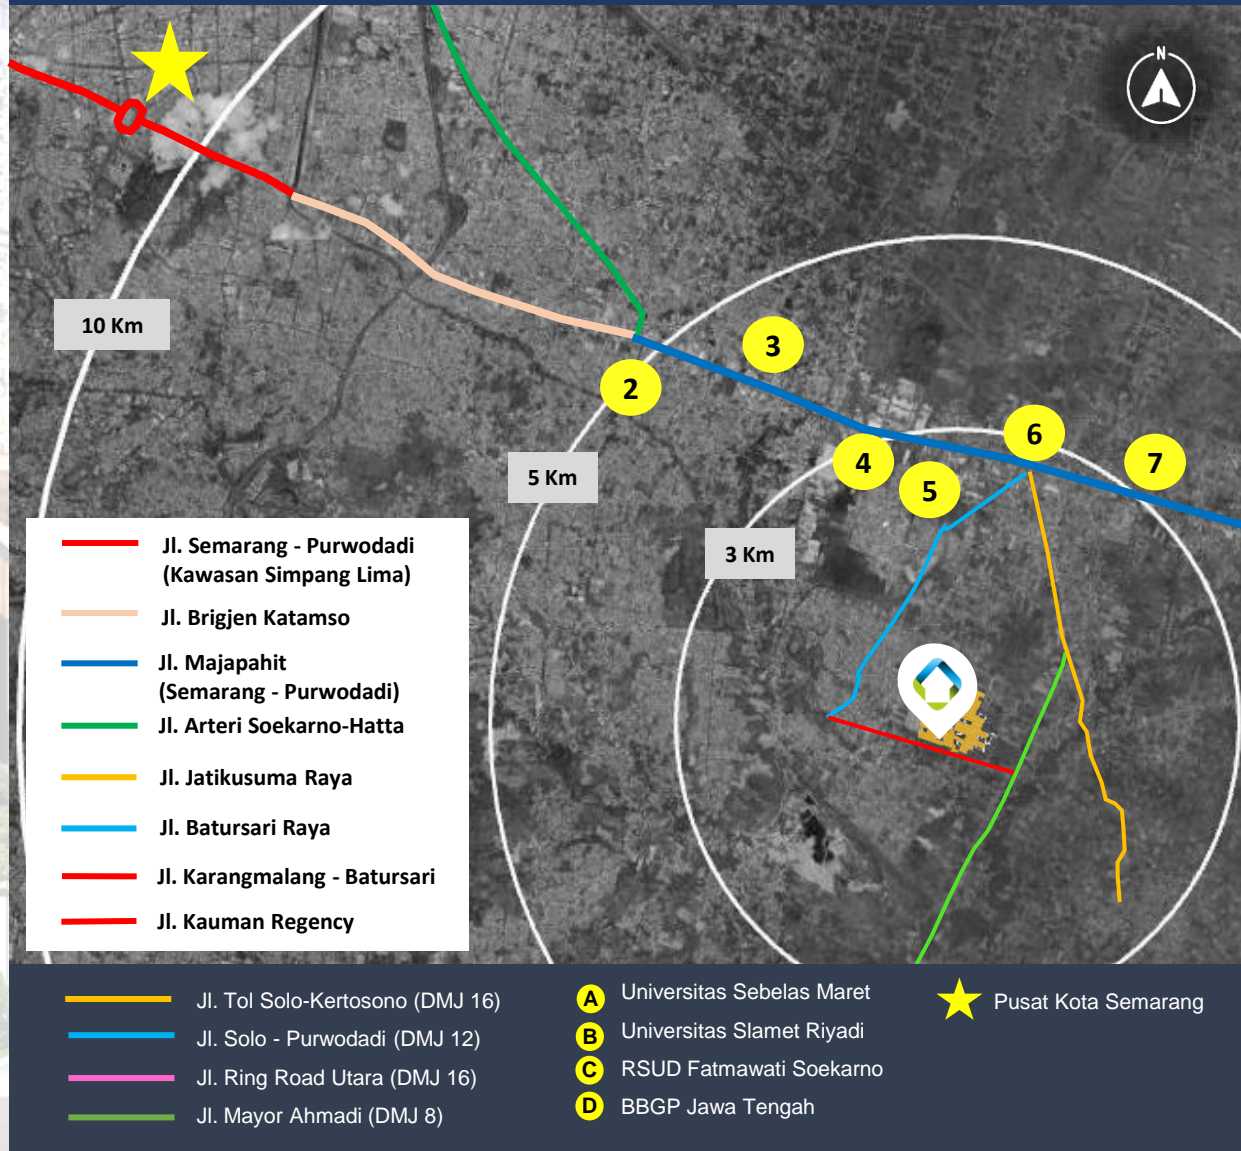 N
10 Km
3
2
6
4
7
5 Km
5
3 Km
Jl. Semarang - Purwodadi
(Kawasan Simpang Lima)
Jl. Brigjen Katamso
Jl. Majapahit
(Semarang - Purwodadi)
Jl. Arteri Soekarno-Hatta
Jl. Jatikusuma Raya
Jl. Batursari Raya
Jl. Karangmalang - Batursari
Jl. Kauman Regency
Jl. Tol Solo-Kertosono (DMJ 16)
Jl. Solo - Purwodadi (DMJ 12)
Jl. Ring Road Utara (DMJ 16)
Jl. Mayor Ahmadi (DMJ 8)
A Universitas Sebelas Maret
B Universitas Slamet Riyadi
C RSUD Fatmawati Soekarno
D BBGP Jawa Tengah
Pusat Kota Semarang